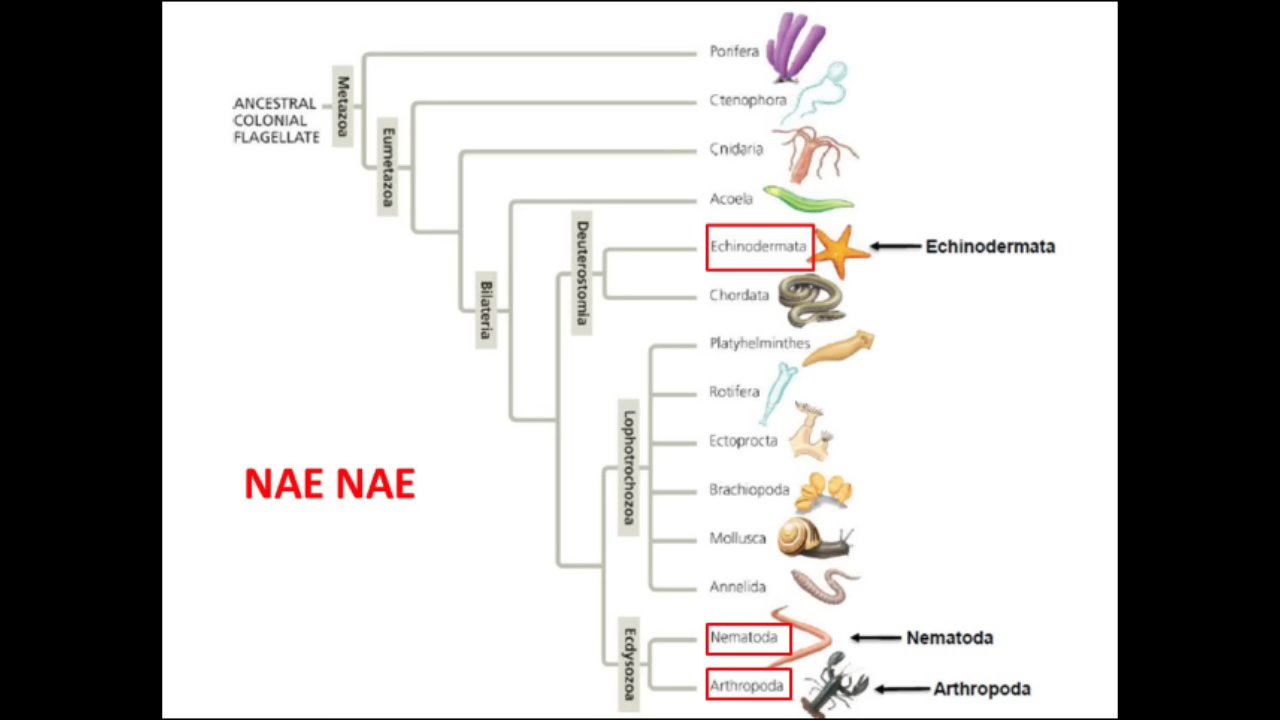 Porifera
ANCESTRAL
COLONIAL
FLAGELLATE
Metazoa
Ctenophora
Eumetazoa
Cnidaria
Acoela
Deuterostomia
Echinodermata
Echinodermata
Bilateria
Chordata
Platyhelminthes
Rotifera
Lophotrochozoa
Ectoprocta
NAE NAE
Brachiopoda
Mollusca
Annelida
Ecdysozoa
Nematoda
Nematoda
Arthropoda
Arthropoda